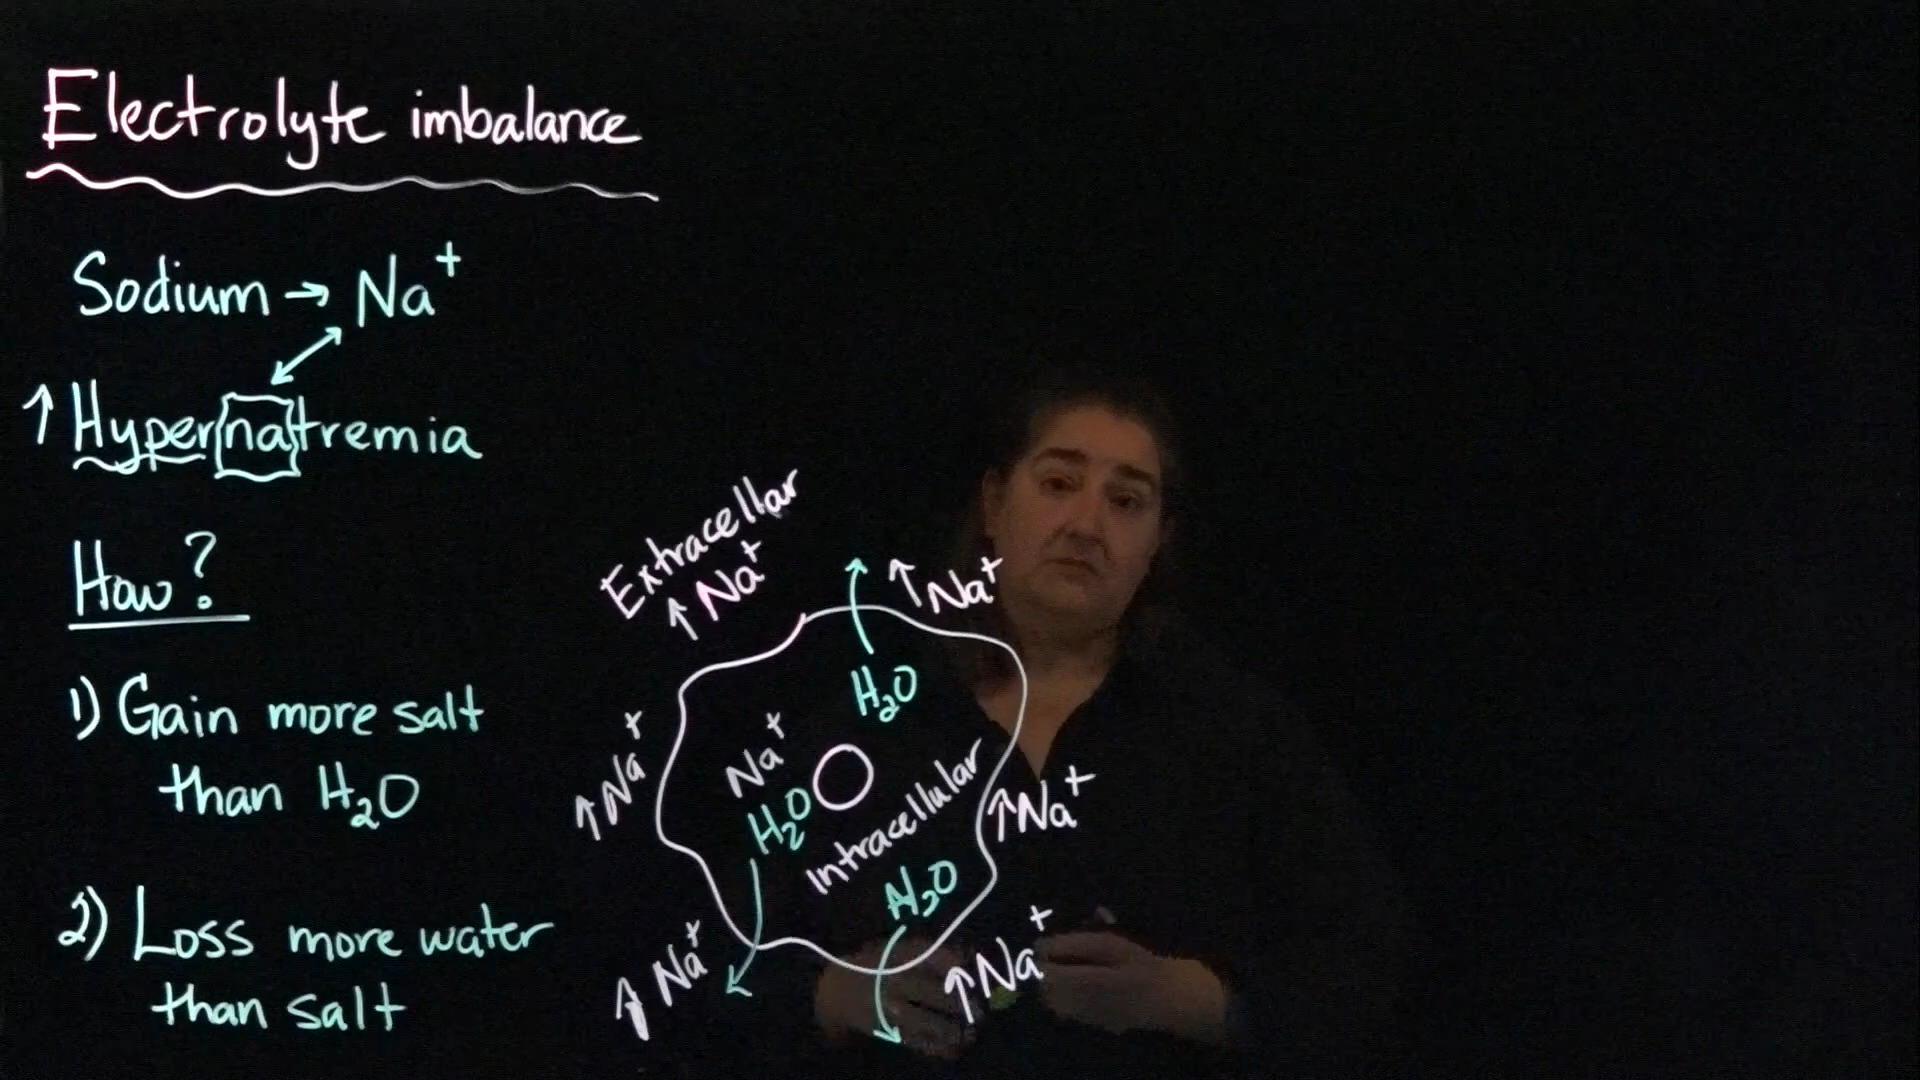 Electrolyte imbalance
Sodium → Na⁺
↑ Hypernatremia
How?
1) Gain more salt
than H₂O
2) Loss more water
than salt
Extracellar
↑ Na⁺
↑ Na⁺
H₂O
↑ Na⁺
Na⁺
H₂O
Intracellular
↑ Na⁺
H₂O
↑ Na⁺
↑ Na⁺